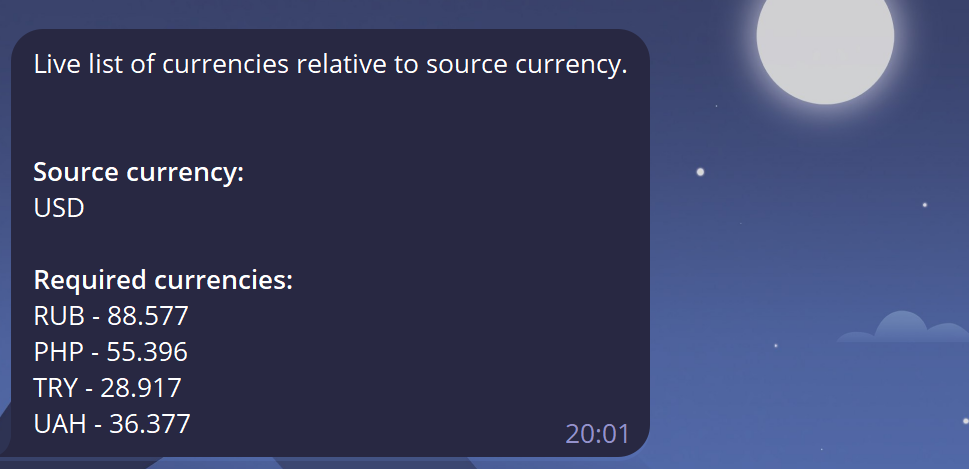 Live list of currencies relative to source currency.
Source currency:
USD
Required currencies:
RUB - 88.577
PHP - 55.396
TRY - 28.917
UAH - 36.377
20:01